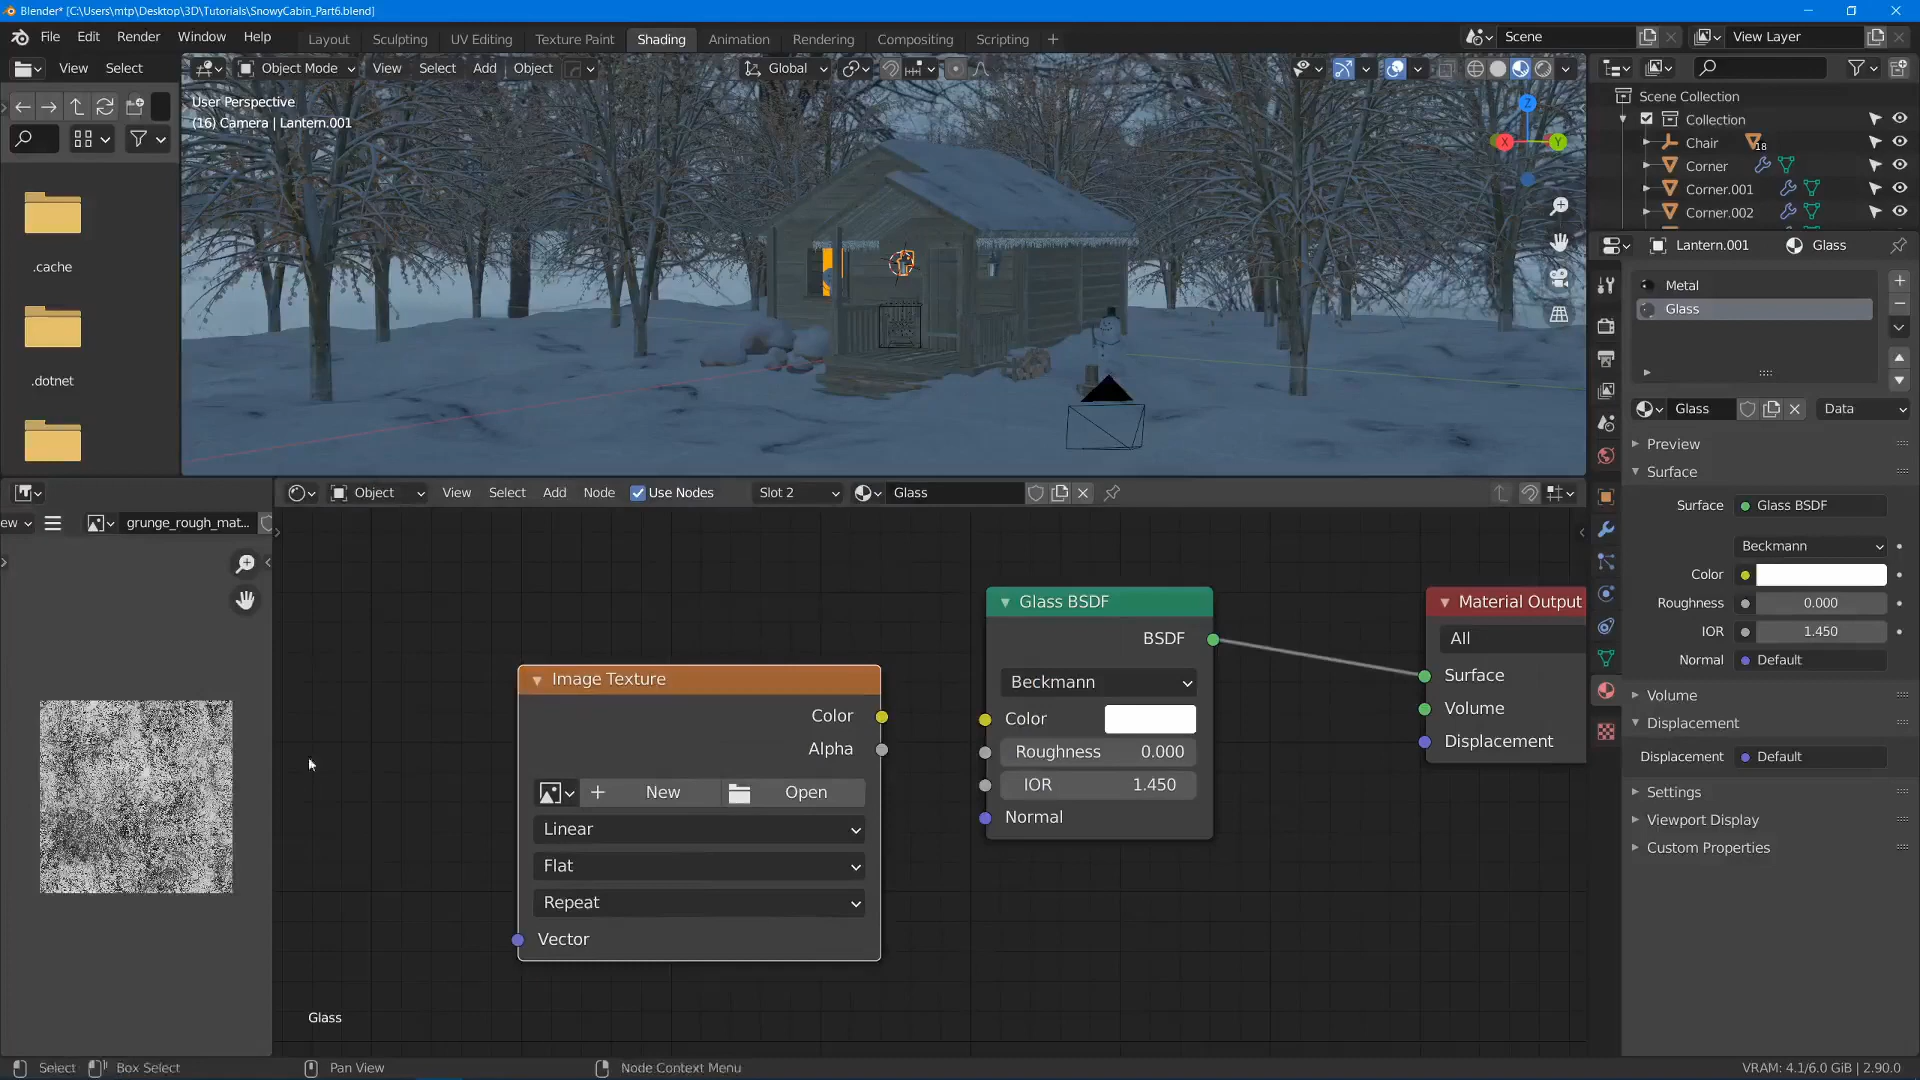 Blender* [C:\Users\mtp\Desktop\3D\Tutorials\SnowyCabin_Part6.blend]
File Edit Render Window Help
Layout Sculpting UV Editing Texture Paint Shading Animation Rendering Compositing Scripting
Scene
View Layer
View Select
Object Mode View Select Add Object
Global
User Perspective
(16) Camera | Lantern.001
Z
X
Y
.cache
.dotnet
Scene Collection
Collection
Chair
18
Corner
Corner.001
Corner.002
Lantern.001 Glass
Metal
Glass
Glass
Data
Preview
Surface
Surface Glass BSDF
Beckmann
Color
Roughness 0.000
IOR 1.450
Normal Default
Volume
Displacement
Displacement Default
Settings
Viewport Display
Custom Properties
ew
grunge_rough_mat...
Object View Select Add Node Use Nodes Slot 2 Glass
Image Texture
Color
Alpha
New
Open
Linear
Flat
Repeat
Vector
Glass BSDF
BSDF
Beckmann
Color
Roughness 0.000
IOR 1.450
Normal
Material Output
All
Surface
Volume
Displacement
Glass
Select Box Select Pan View Node Context Menu
VRAM: 4.1/6.0 GiB | 2.90.0